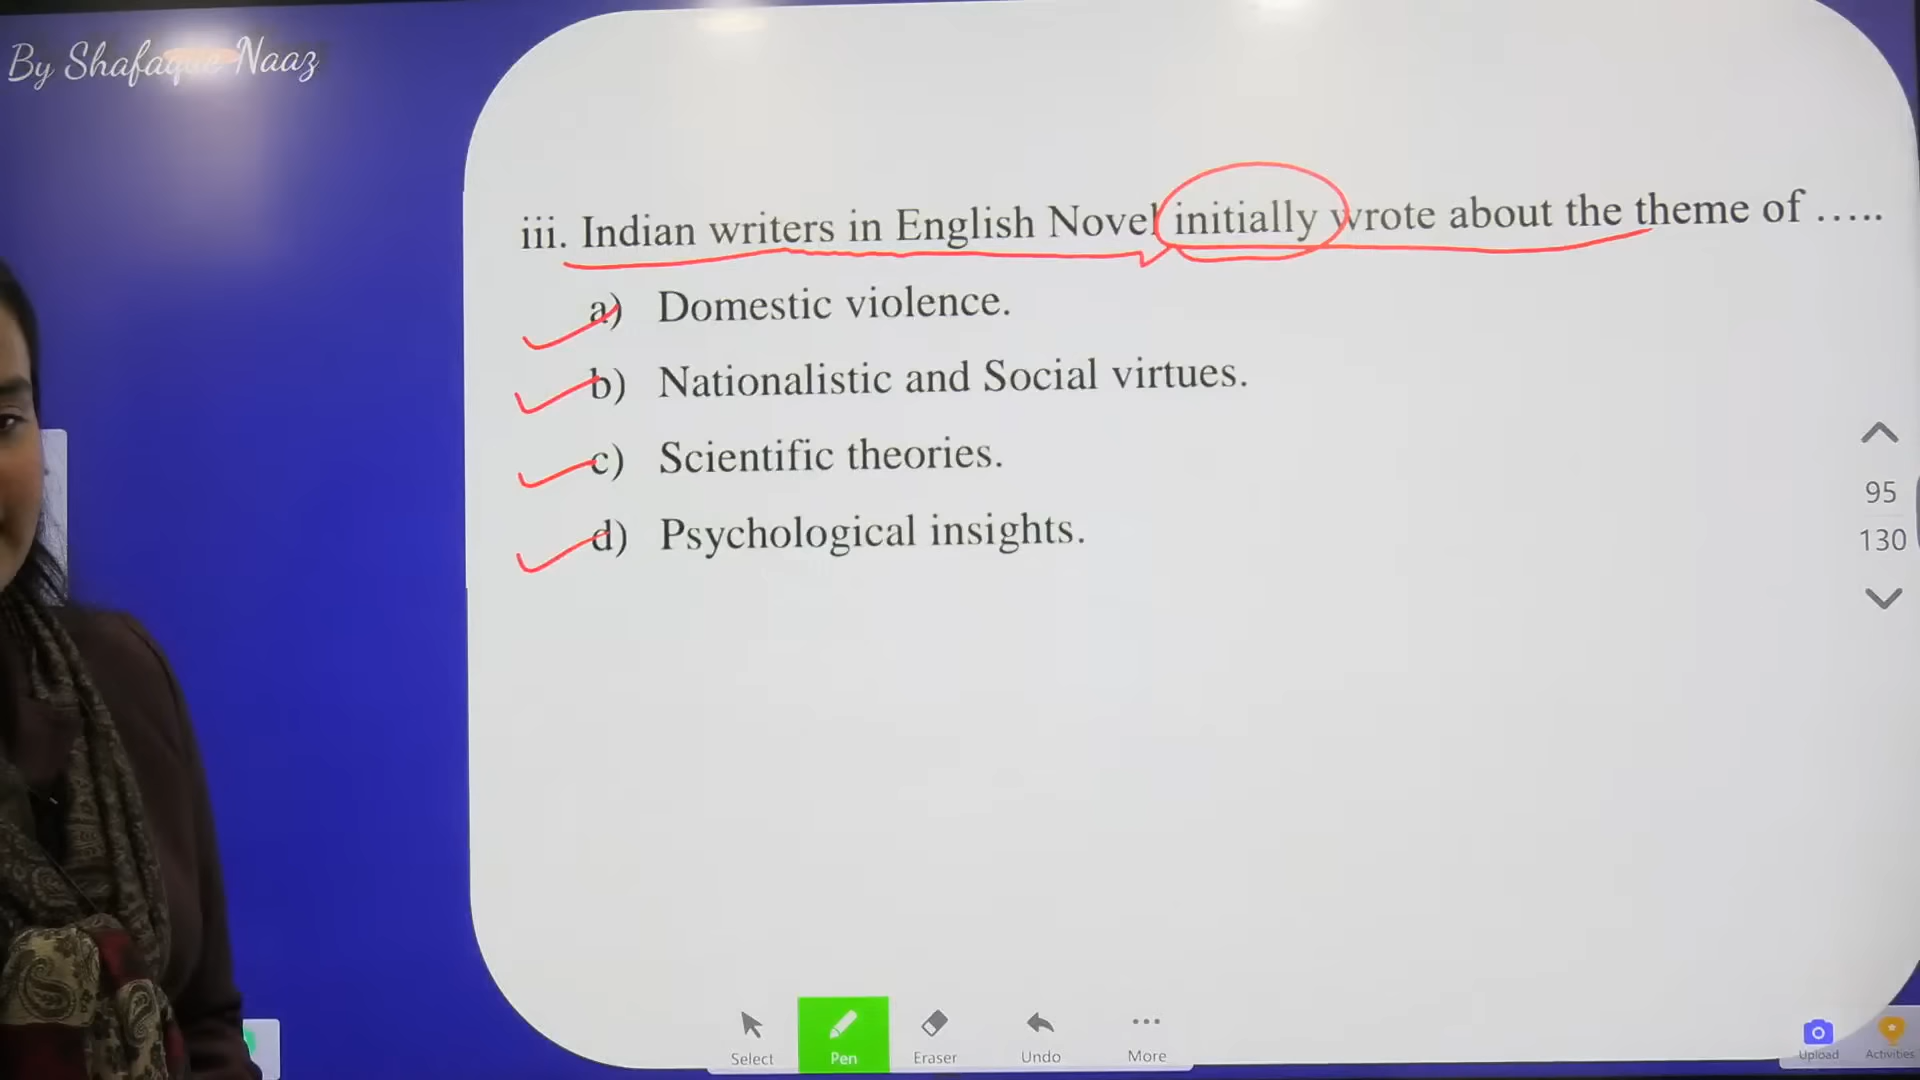 By Shafaque Naaz
iii. Indian writers in English Novel initially wrote about the theme of …..
a) Domestic violence.
b) Nationalistic and Social virtues.
c) Scientific theories.
d) Psychological insights.
95
130
Select
Pen
Eraser
Undo
More
Upload
Activities